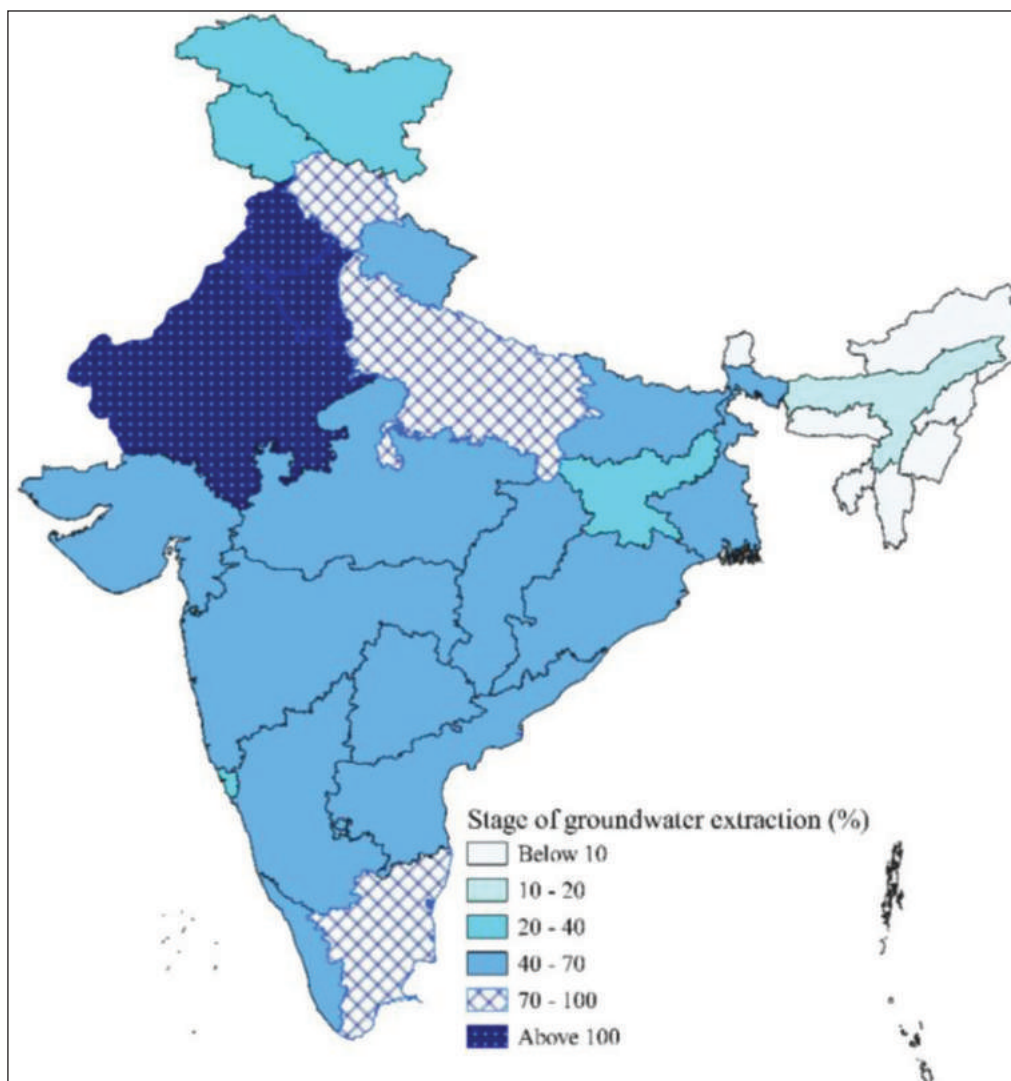 Stage of groundwater extraction (%)
Below 10
10 - 20
20 - 40
40 - 70
70 - 100
Above 100